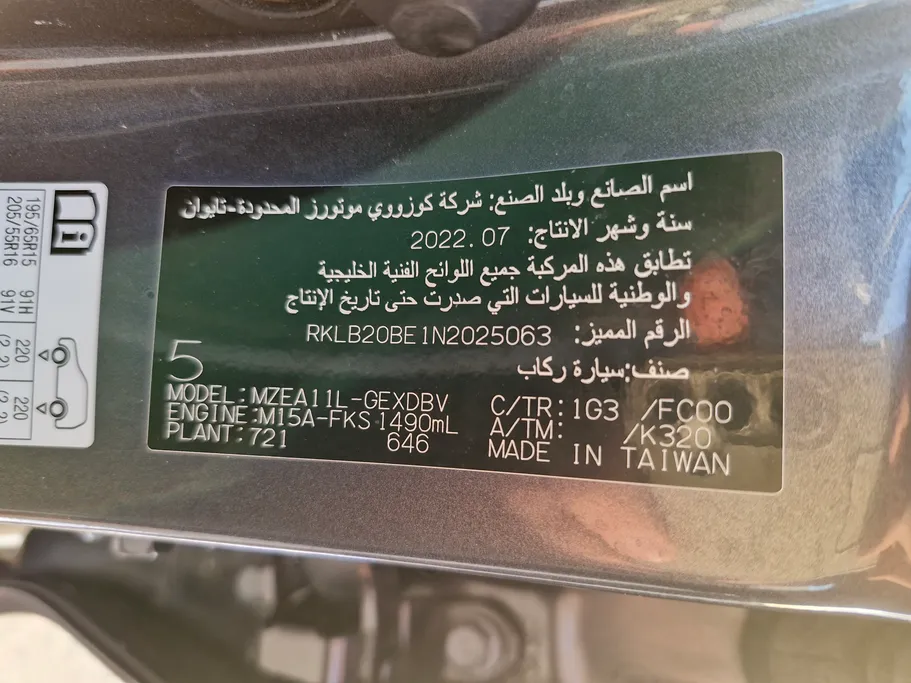 اسم الصانع وبلد الصنع: شركة كوزووي موتورز المحدودة-تايوان
سنة وشهر الانتاج: 2022.07
تطابق هذه المركبة جميع اللوائح الفنية الخليجية
والوطنية للسيارات التي صدرت حتى تاريخ الإنتاج
الرقم المميز: RKLB20BE1N2025063
صنف:سيارة ركاب
5
MODEL:MZEA11L-GEXDBV
ENGINE:M15A-FKS 1490mL
PLANT:721 646
C/TR:1G3 /FC00
A/TM: /K320
MADE IN TAIWAN
195/65R15 91H 220
205/55R16 91V 220